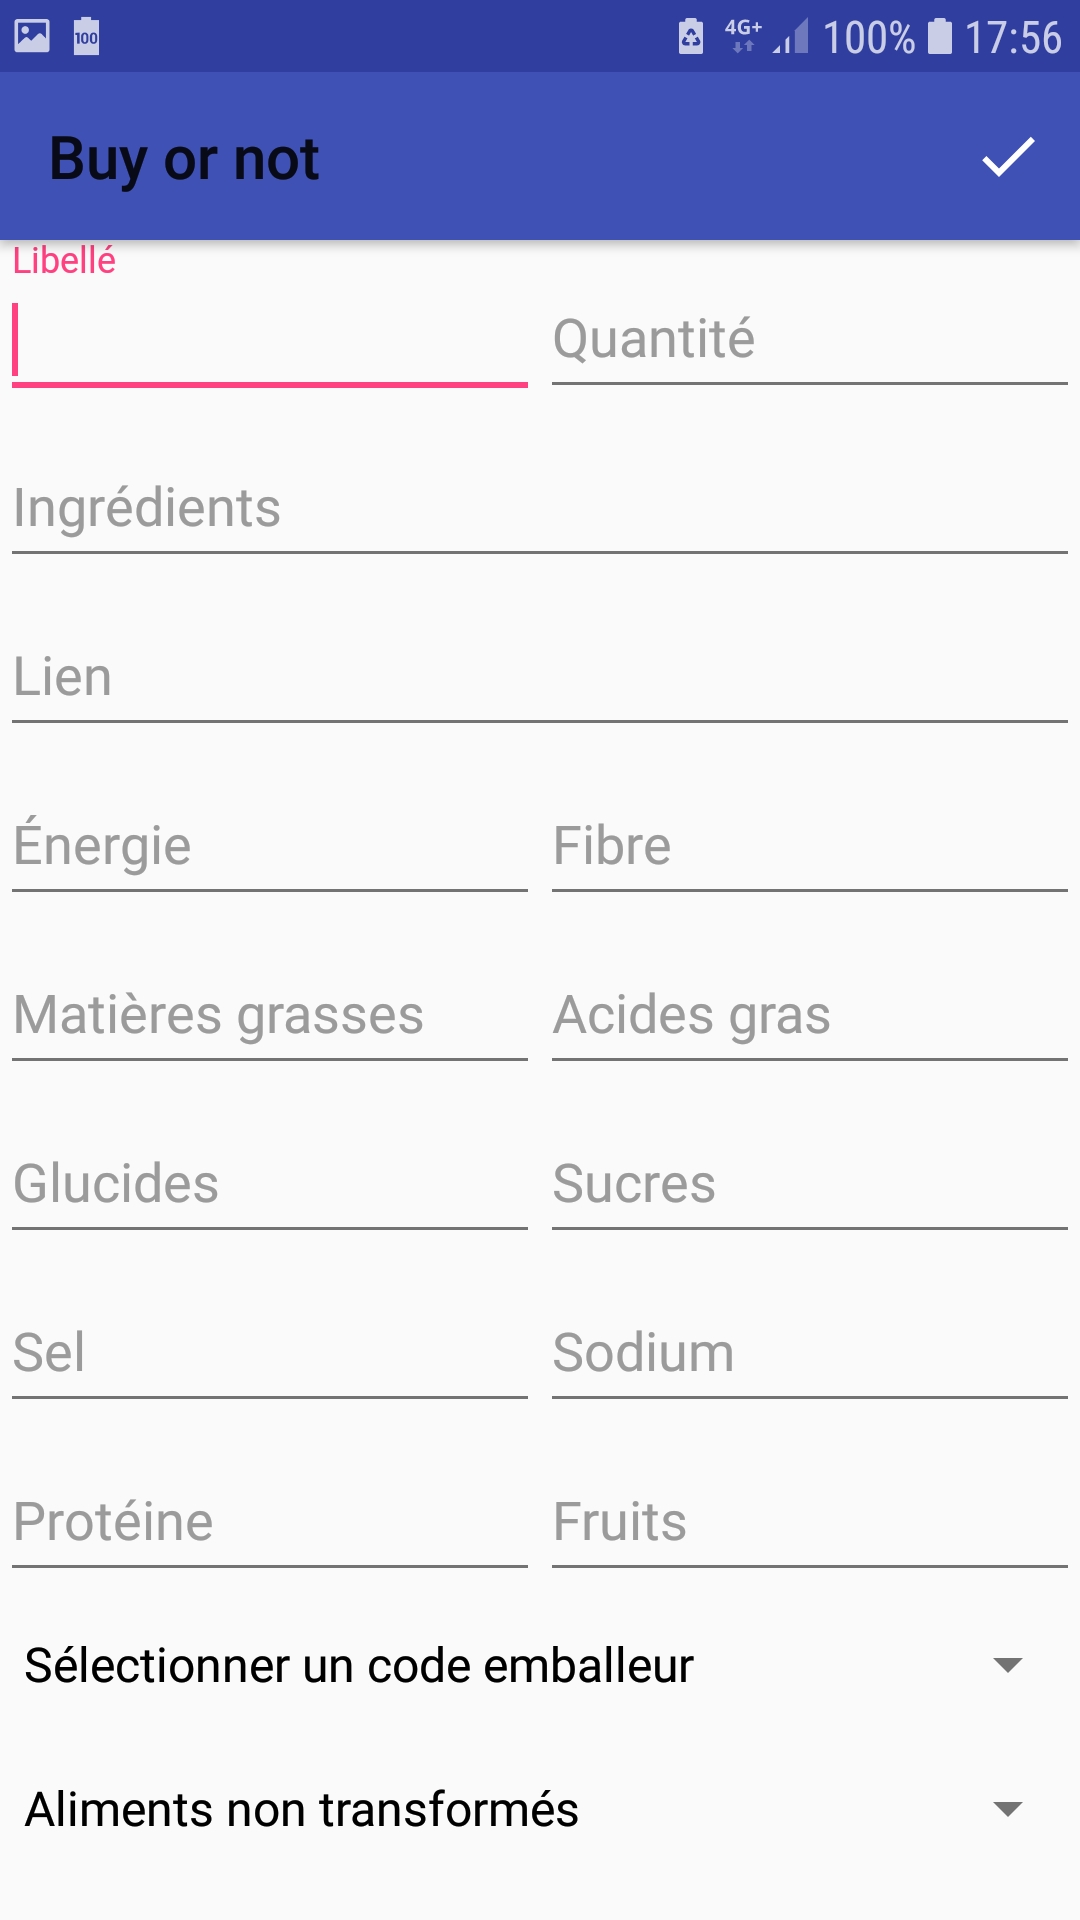 100 4G+ 100% 17:56
Buy or not
Libellé
Quantité
Ingrédients
Lien
Énergie Fibre
Matières grasses Acides gras
Glucides Sucres
Sel Sodium
Protéine Fruits
Sélectionner un code emballeur
Aliments non transformés